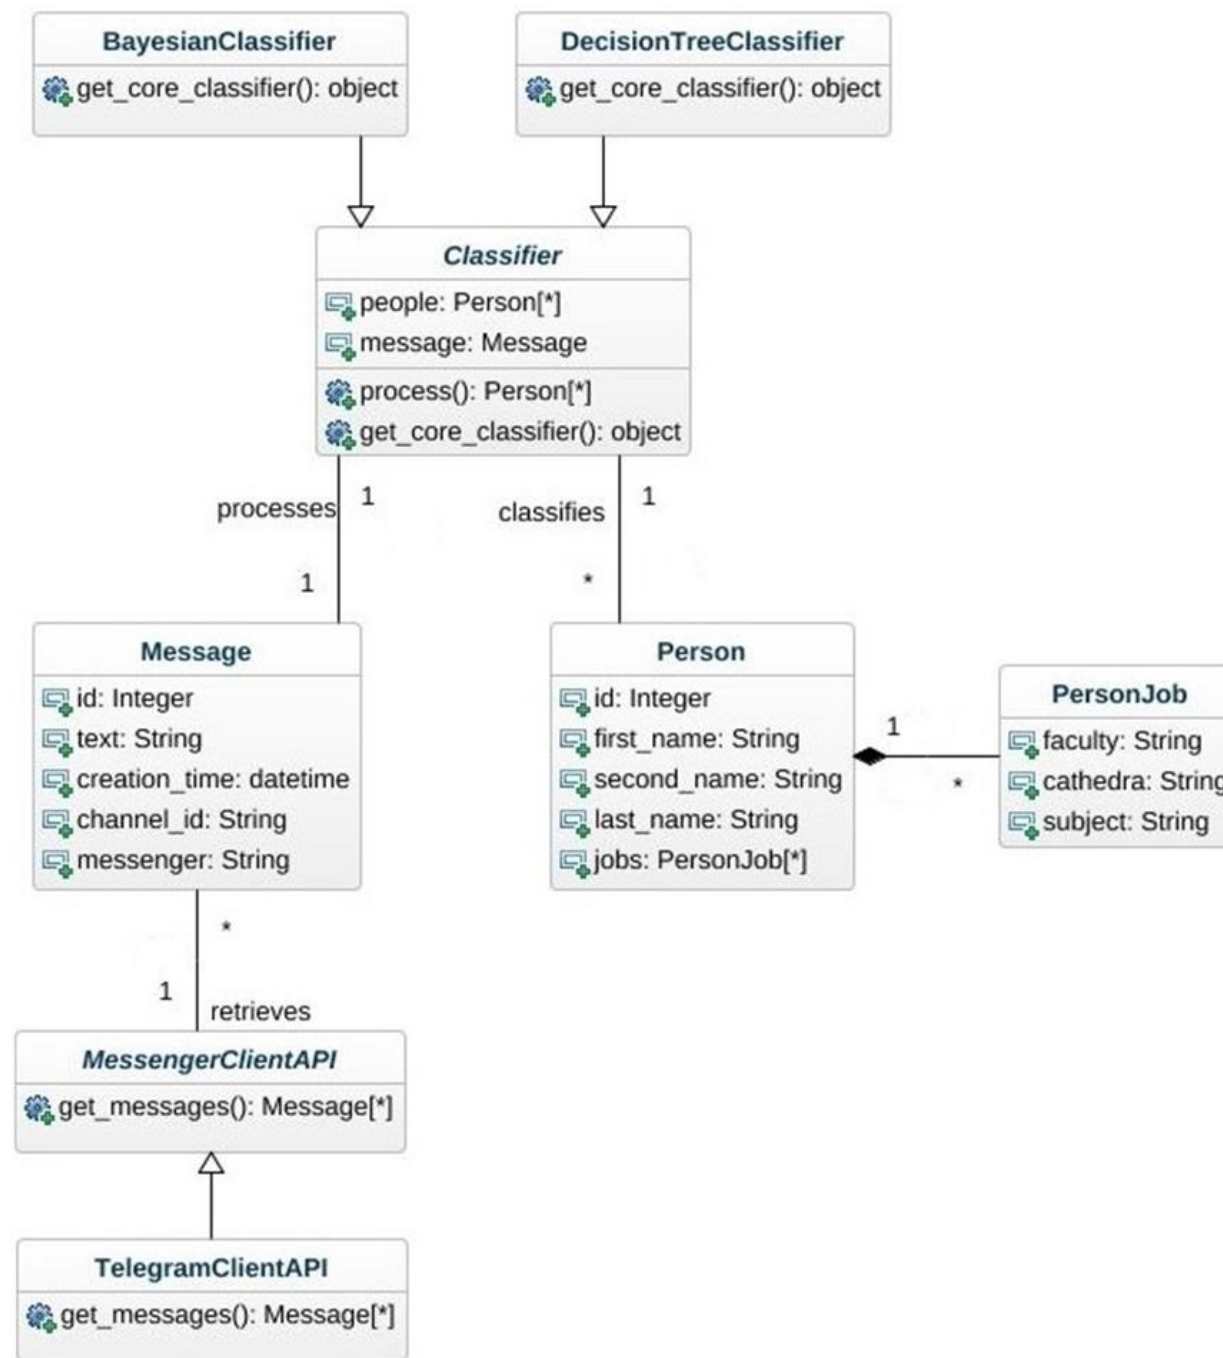 BayesianClassifier
get_core_classifier(): object
DecisionTreeClassifier
get_core_classifier(): object
Classifier
people: Person[*]
message: Message
process(): Person[*]
get_core_classifier(): object
processes
1
1
classifies
1
*
Message
id: Integer
text: String
creation_time: datetime
channel_id: String
messenger: String
Person
id: Integer
first_name: String
second_name: String
last_name: String
jobs: PersonJob[*]
1
*
PersonJob
faculty: String
cathedra: String
subject: String
*
1
retrieves
MessengerClientAPI
get_messages(): Message[*]
TelegramClientAPI
get_messages(): Message[*]